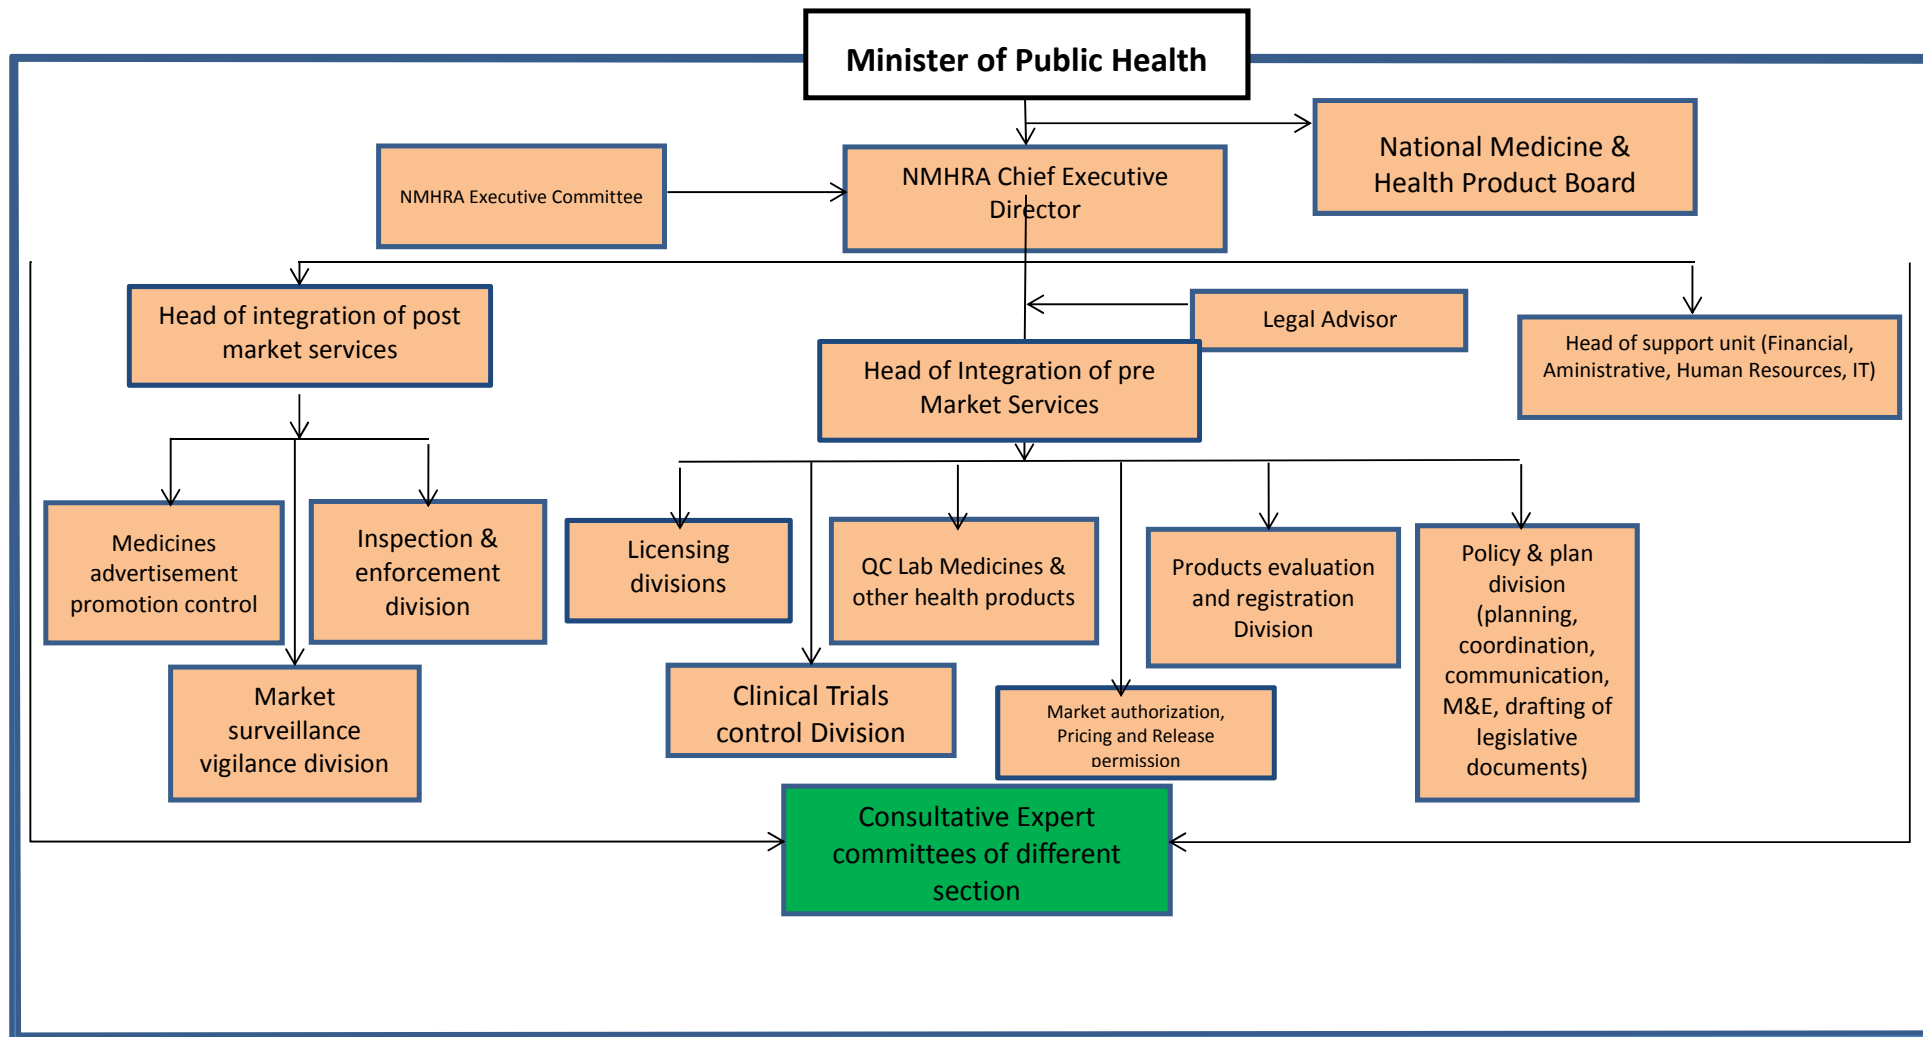 Minister of Public Health
National Medicine &
Health Product Board
NMHRA Executive Committee
NMHRA Chief Executive
Director
Head of integration of post
market services
Legal Advisor
Head of support unit (Financial,
Aministrative, Human Resources, IT)
Head of Integration of pre
Market Services
Medicines
advertisement
promotion control
Inspection &
enforcement
division
Licensing
divisions
QC Lab Medicines &
other health products
Products evaluation
and registration
Division
Policy & plan
division
(planning,
coordination,
communication,
M&E, drafting of
legislative
documents)
Market
surveillance
vigilance division
Clinical Trials
control Division
Market authorization,
Pricing and Release
permission
Consultative Expert
committees of different
section